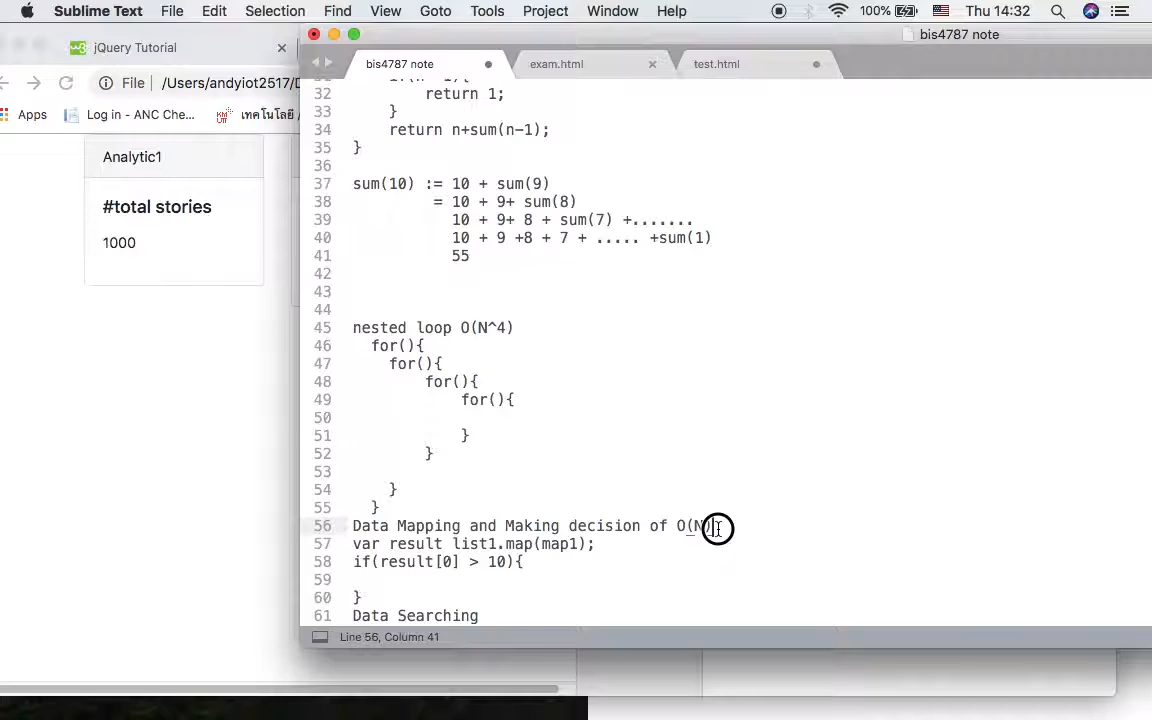 Sublime Text File Edit Selection Find View Goto Tools Project Window Help 100% Thu 14:32
bis4787 note
jQuery Tutorial
bis4787 note
exam.html
test.html
File /Users/andyiot2517/D
Apps Log in - ANC Che... เทคโนโลยี
Analytic1
#total stories
1000
32 return 1;
33 }
34 return n+sum(n-1);
35 }
36
37 sum(10) := 10 + sum(9)
38 = 10 + 9+ sum(8)
39 10 + 9+ 8 + sum(7) +.......
40 10 + 9 +8 + 7 + ..... +sum(1)
41 55
42
43
44
45 nested loop O(N^4)
46 for(){
47 for(){
48 for(){
49 for(){
50
51 }
52 }
53
54 }
55 }
56 Data Mapping and Making decision of O(N)
57 var result list1.map(map1);
58 if(result[0] > 10){
59
60 }
61 Data Searching
Line 56, Column 41